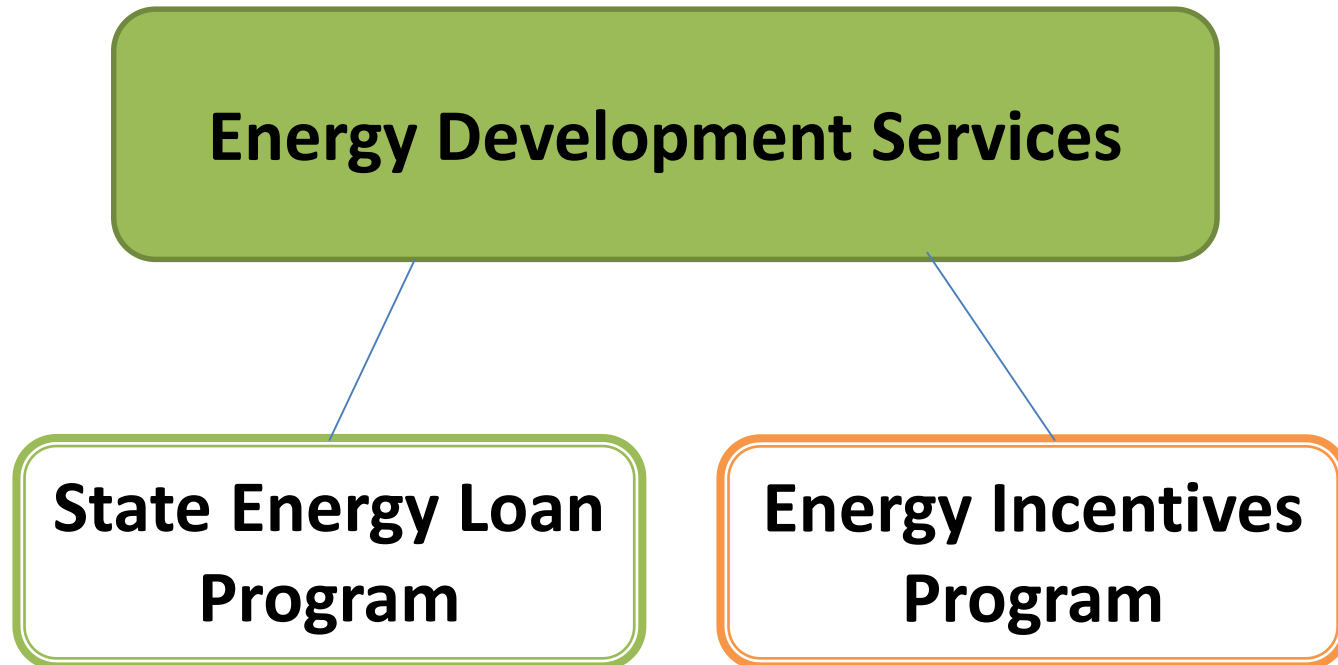 Energy Development Services
State Energy Loan
Program
Energy Incentives
Program